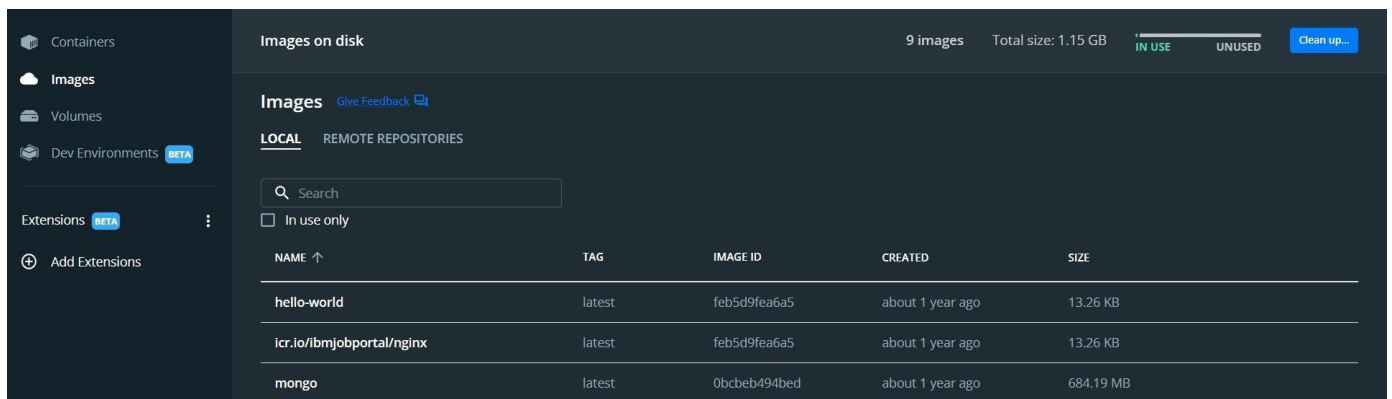 Containers
Images
Volumes
Dev Environments BETA
Extensions BETA
Add Extensions
Images on disk
9 images Total size: 1.15 GB IN USE UNUSED Clean up...
Images Give Feedback
LOCAL REMOTE REPOSITORIES
Search
In use only
NAME TAG IMAGE ID CREATED SIZE
hello-world latest feb5d9fea6a5 about 1 year ago 13.26 KB
icr.io/ibmjobportal/nginx latest feb5d9fea6a5 about 1 year ago 13.26 KB
mongo latest 0bcbeb494bed about 1 year ago 684.19 MB